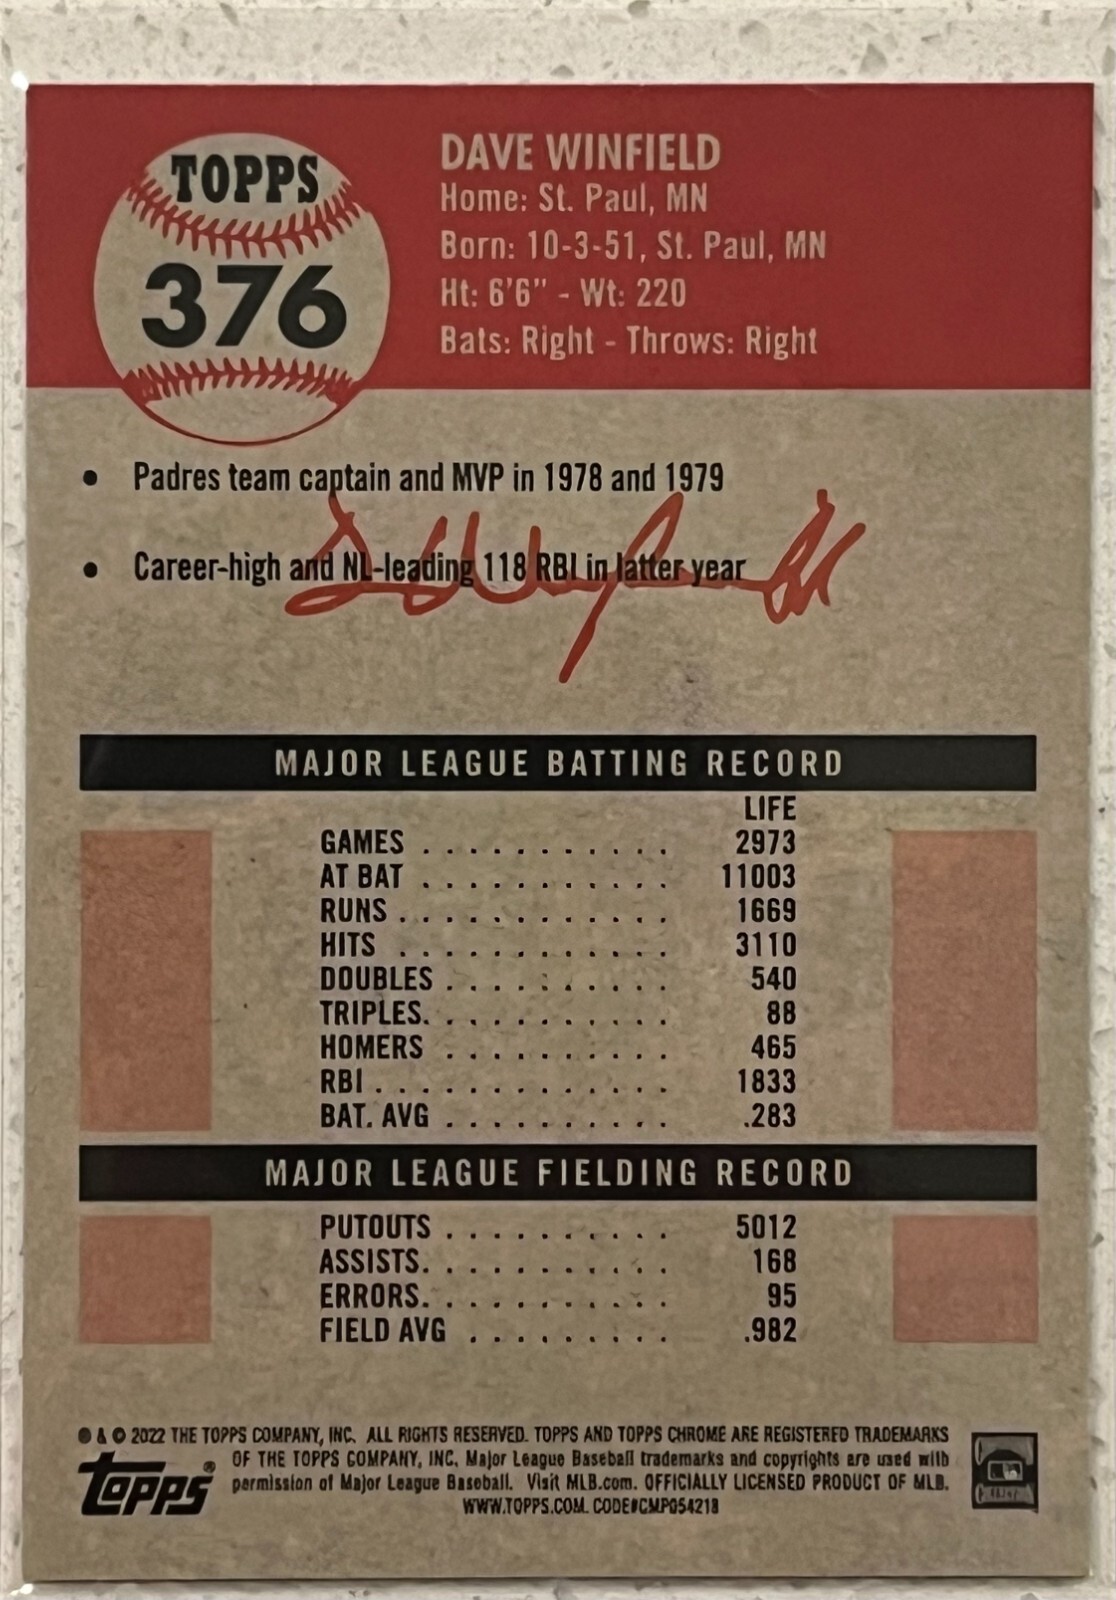 TOPPS
376
DAVE WINFIELD
Home: St. Paul, MN
Born: 10-3-51, St. Paul, MN
Ht: 6'6" - Wt: 220
Bats: Right - Throws: Right
• Padres team captain and MVP in 1978 and 1979
• Career-high and NL-leading 118 RBI in latter year
MAJOR LEAGUE BATTING RECORD
LIFE
GAMES . . . . . . . . . . . 2973
AT BAT . . . . . . . . . . . 11003
RUNS . . . . . . . . . . . . 1669
HITS . . . . . . . . . . . . 3110
DOUBLES . . . . . . . . . . 540
TRIPLES. . . . . . . . . . . 88
HOMERS . . . . . . . . . . 465
RBI . . . . . . . . . . . . . 1833
BAT. AVG . . . . . . . . . . .283
MAJOR LEAGUE FIELDING RECORD
PUTOUTS . . . . . . . . . . 5012
ASSISTS. . . . . . . . . . . 168
ERRORS. . . . . . . . . . . 95
FIELD AVG . . . . . . . . . .982
® & © 2022 THE TOPPS COMPANY, INC. ALL RIGHTS RESERVED. TOPPS AND TOPPS CHROME ARE REGISTERED TRADEMARKS
OF THE TOPPS COMPANY, INC. Major League Baseball trademarks and copyrights are used with
permission of Major League Baseball. Visit MLB.com. OFFICIALLY LICENSED PRODUCT OF MLB.
WWW.TOPPS.COM. CODE#CMPG54218
Topps®